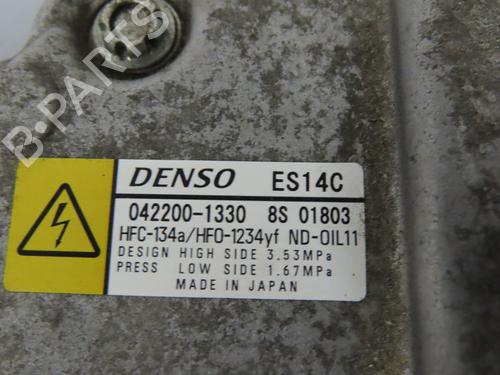 B-PARTS
DENSO ES14C
042200-1330 8S 01803
HFC-134a/HFO-1234yf ND-OIL11
DESIGN HIGH SIDE 3.53MPa
PRESS LOW SIDE 1.67MPa
MADE IN JAPAN